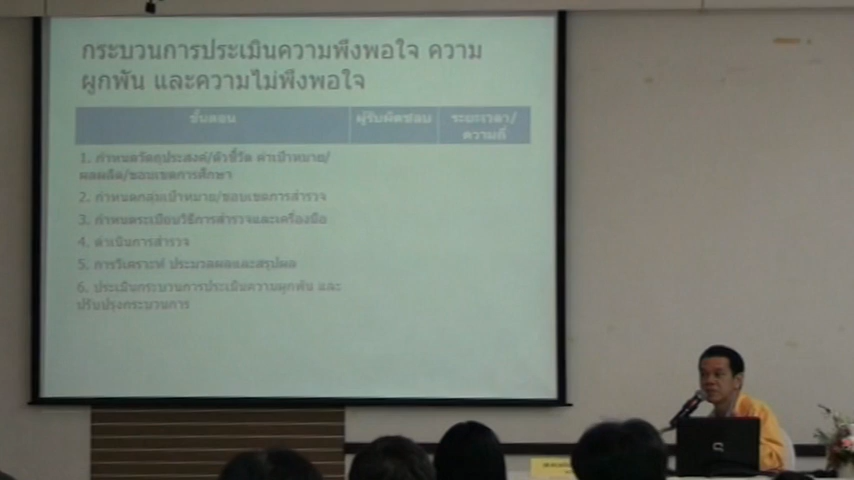 กระบวนการประเมินความพึงพอใจ ความ
ผูกพัน และความไม่พึงพอใจ
ขั้นตอน
ผู้รับผิดชอบ
ระยะเวลา/
ความถี่
1. กำหนดวัตถุประสงค์/ตัวชี้วัด ค่าเป้าหมาย/
ผลผลิต/ขอบเขตการศึกษา
2. กำหนดกลุ่มเป้าหมาย/ขอบเขตการสำรวจ
3. กำหนดระเบียบวิธีการสำรวจและเครื่องมือ
4. ดำเนินการสำรวจ
5. การวิเคราะห์ ประมวลผลและสรุปผล
6. ประเมินกระบวนการประเมินความผูกพัน และ
ปรับปรุงกระบวนการ